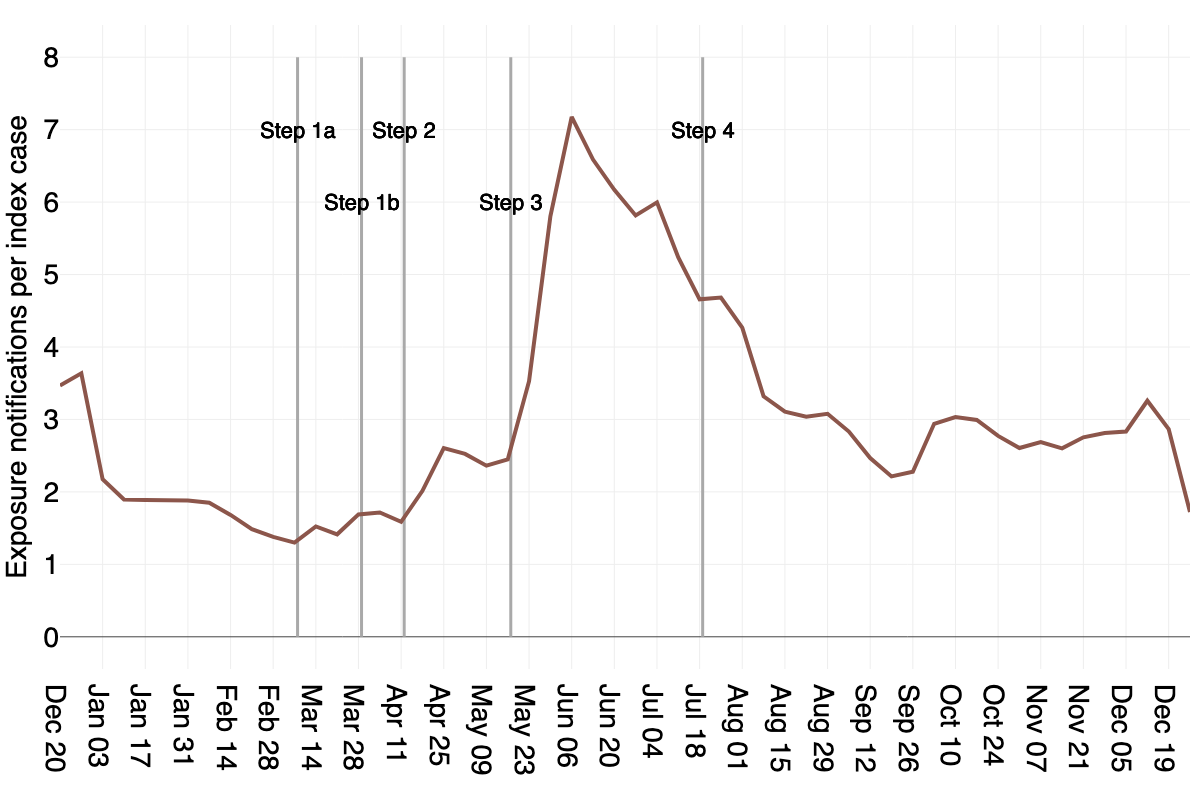 Exposure notifications per index case
8
7
6
5
4
3
2
1
0
Step 1a
Step 2
Step 4
Step 1b
Step 3
Dec 20
Jan 03
Jan 17
Jan 31
Feb 14
Feb 28
Mar 14
Mar 28
Apr 11
Apr 25
May 09
May 23
Jun 06
Jun 20
Jul 04
Jul 18
Aug 01
Aug 15
Aug 29
Sep 12
Sep 26
Oct 10
Oct 24
Nov 07
Nov 21
Dec 05
Dec 19